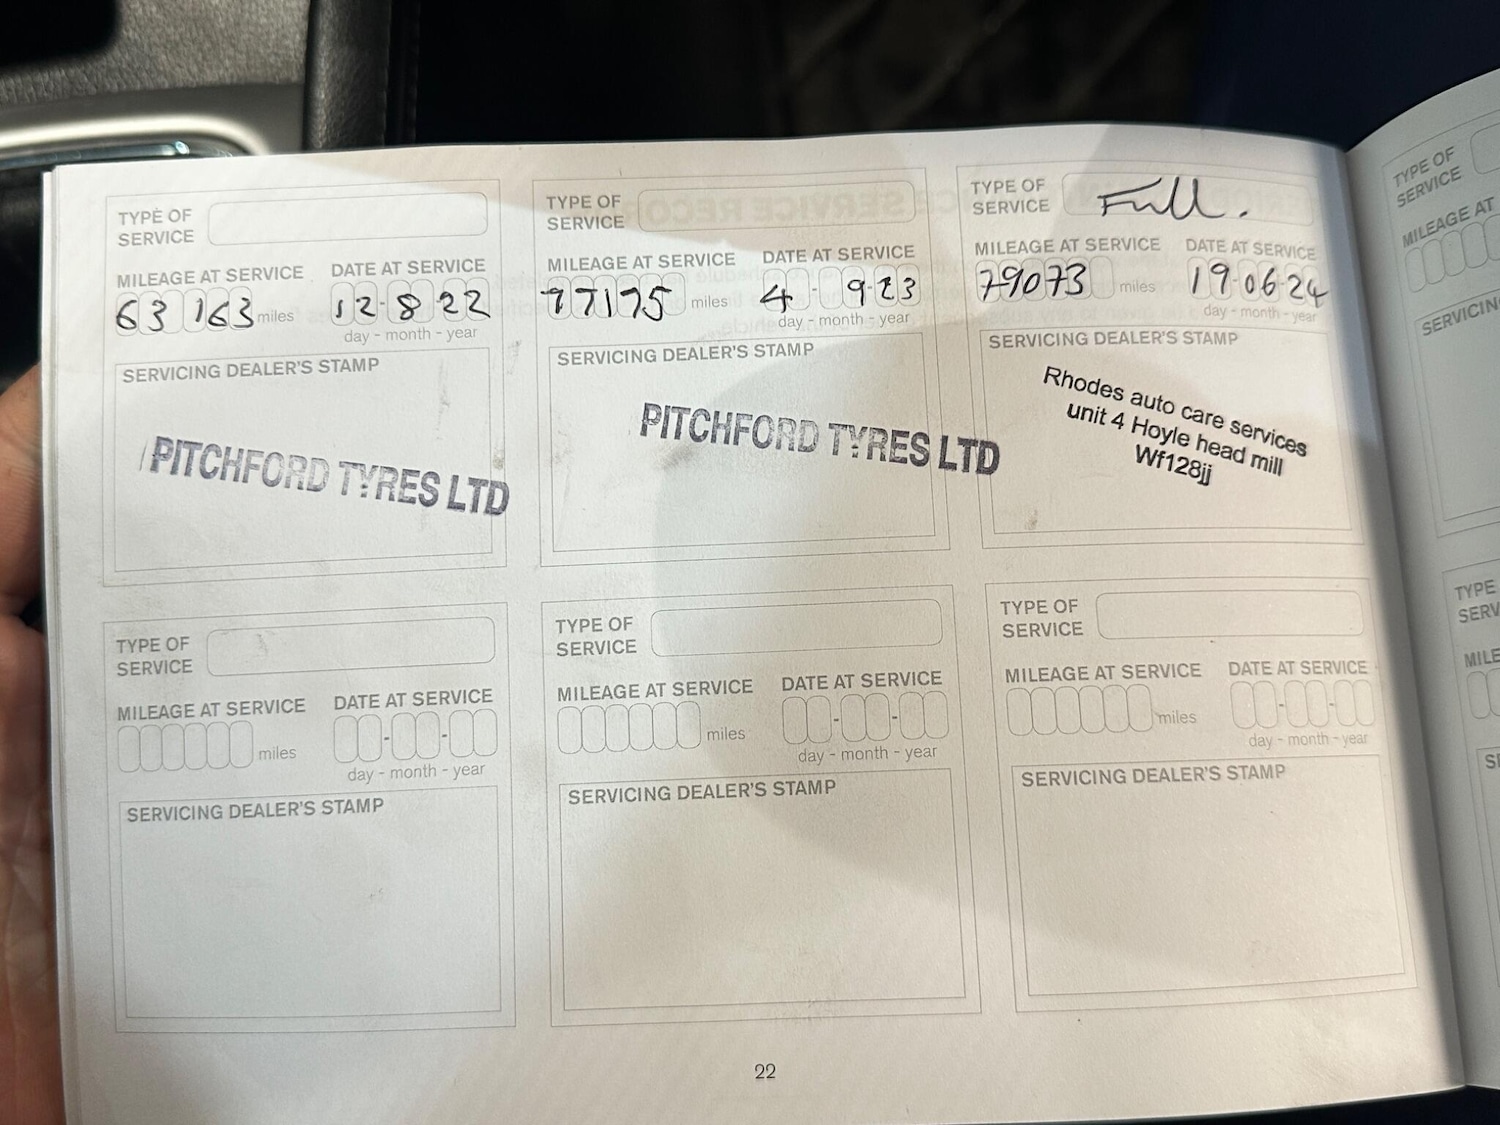 TYPE OF
SERVICE
MILEAGE AT SERVICE DATE AT SERVICE
63 163 miles 12-8-22
day - month - year
SERVICING DEALER'S STAMP
PITCHFORD TYRES LTD
TYPE OF
SERVICE
MILEAGE AT SERVICE DATE AT SERVICE
77175 miles 4-9-23
day - month - year
SERVICING DEALER'S STAMP
PITCHFORD TYRES LTD
TYPE OF
SERVICE Full.
MILEAGE AT SERVICE DATE AT SERVICE
79073 miles 19-06-24
day - month - year
SERVICING DEALER'S STAMP
Rhodes auto care services
unit 4 Hoyle head mill
Wf128jj
TYPE OF
SERVICE
MILEAGE AT SERVICE DATE AT SERVICE
miles - -
day - month - year
SERVICING DEALER'S STAMP
TYPE OF
SERVICE
MILEAGE AT SERVICE DATE AT SERVICE
miles - -
day - month - year
SERVICING DEALER'S STAMP
TYPE OF
SERVICE
MILEAGE AT SERVICE DATE AT SERVICE
miles - -
day - month - year
SERVICING DEALER'S STAMP
22
TYPE OF
SERVICE
MILEAGE AT
TYPE